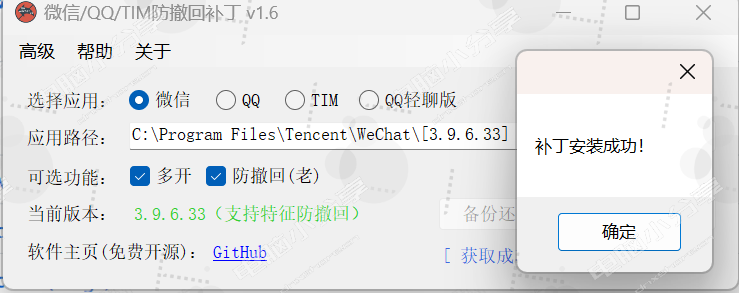 微信/QQ/TIM防撤回补丁 v1.6
高级 帮助 关于
选择应用： 微信 QQ TIM QQ轻聊版
应用路径： C:\Program Files\Tencent\WeChat\[3.9.6.33]
补丁安装成功！
可选功能： 多开 防撤回(老)
当前版本： 3.9.6.33（支持特征防撤回）
备份还
确定
软件主页(免费开源)： GitHub
[ 获取成